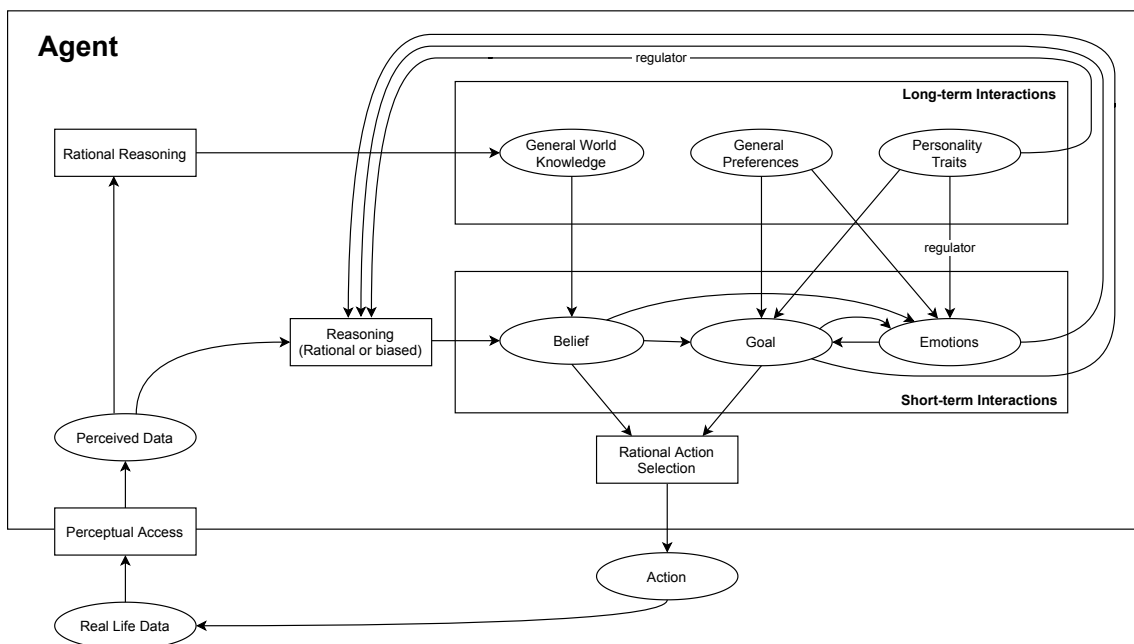 Agent
regulator
Long-term Interactions
Rational Reasoning
General World
Knowledge
General
Preferences
Personality
Traits
regulator
Reasoning
(Rational or biased)
Belief
Goal
Emotions
Short-term Interactions
Perceived Data
Rational Action
Selection
Perceptual Access
Action
Real Life Data